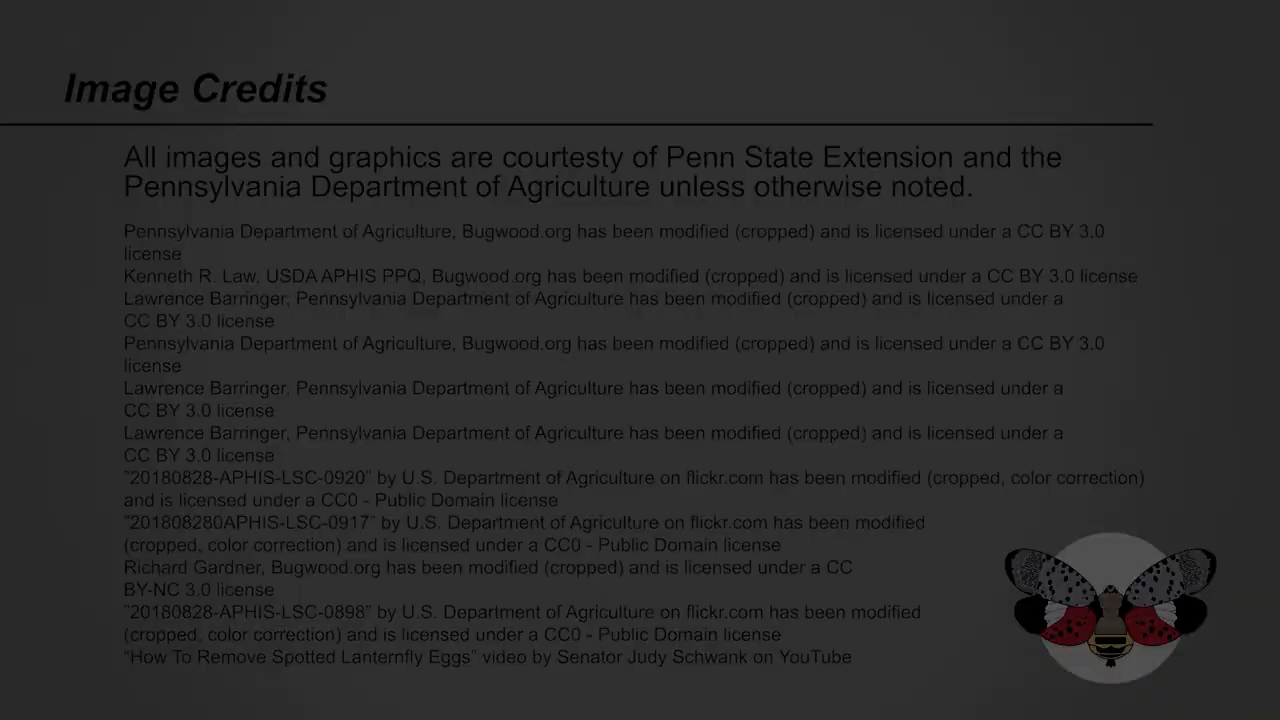 Image Credits
All images and graphics are courtesty of Penn State Extension and the
Pennsylvania Department of Agriculture unless otherwise noted.
Pennsylvania Department of Agriculture, Bugwood.org has been modified (cropped) and is licensed under a CC BY 3.0
license
Kenneth R. Law, USDA APHIS PPQ, Bugwood.org has been modified (cropped) and is licensed under a CC BY 3.0 license
Lawrence Barringer, Pennsylvania Department of Agriculture has been modified (cropped) and is licensed under a
CC BY 3.0 license
Pennsylvania Department of Agriculture, Bugwood.org has been modified (cropped) and is licensed under a CC BY 3.0
license
Lawrence Barringer, Pennsylvania Department of Agriculture has been modified (cropped) and is licensed under a
CC BY 3.0 license
Lawrence Barringer, Pennsylvania Department of Agriculture has been modified (cropped) and is licensed under a
CC BY 3.0 license
"20180828-APHIS-LSC-0920" by U.S. Department of Agriculture on flickr.com has been modified (cropped, color correction)
and is licensed under a CC0 - Public Domain license
"201808280APHIS-LSC-0917" by U.S. Department of Agriculture on flickr.com has been modified
(cropped, color correction) and is licensed under a CC0 - Public Domain license
Richard Gardner, Bugwood.org has been modified (cropped) and is licensed under a CC
BY-NC 3.0 license
"20180828-APHIS-LSC-0898" by U.S. Department of Agriculture on flickr.com has been modified
(cropped, color correction) and is licensed under a CC0 - Public Domain license
"How To Remove Spotted Lanternfly Eggs" video by Senator Judy Schwank on YouTube